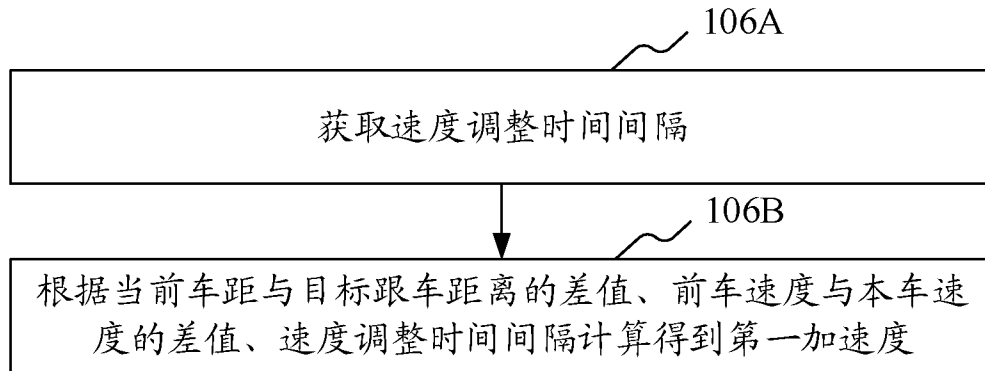 106A
获取速度调整时间间隔
106B
根据当前车距与目标跟车距离的差值、前车速度与本车速
度的差值、速度调整时间间隔计算得到第一加速度